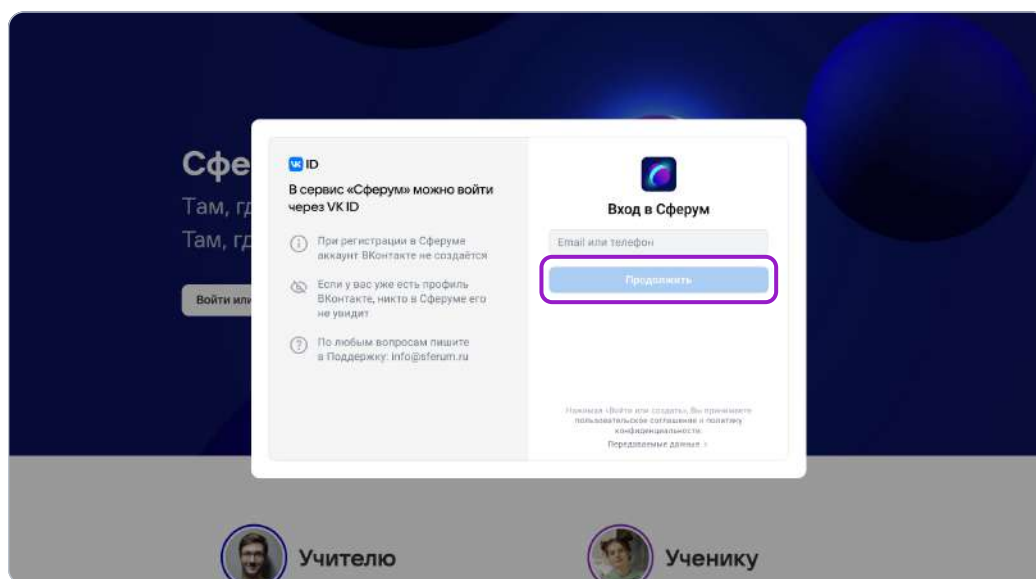 Сфе
Там, гд
Там, гд
Войти или
VK ID
В сервис «Сферум» можно войти
через VK ID
При регистрации в Сферуме
аккаунт ВКонтакте не создаётся
Если у вас уже есть профиль
ВКонтакте, никто в Сферуме его
не увидит
По любым вопросам пишите
в Поддержку: info@sferum.ru
Вход в Сферум
Email или телефон
Продолжить
Нажимая «Войти или создать», Вы принимаете
пользовательское соглашение и политику
конфиденциальности.
Передаваемые данные >
Учителю
Ученику